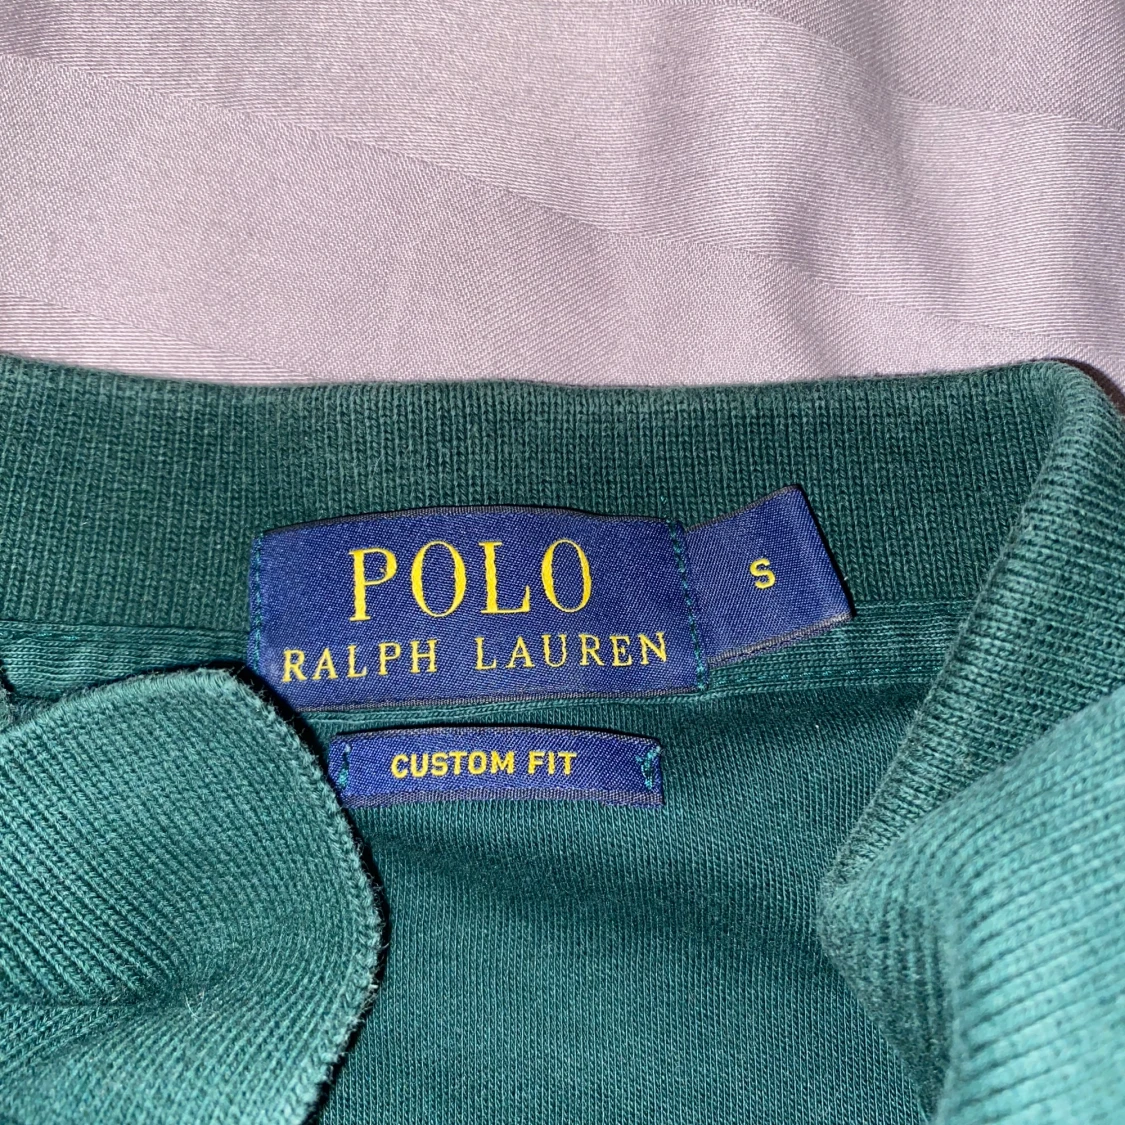 POLO
RALPH LAUREN
S
CUSTOM FIT